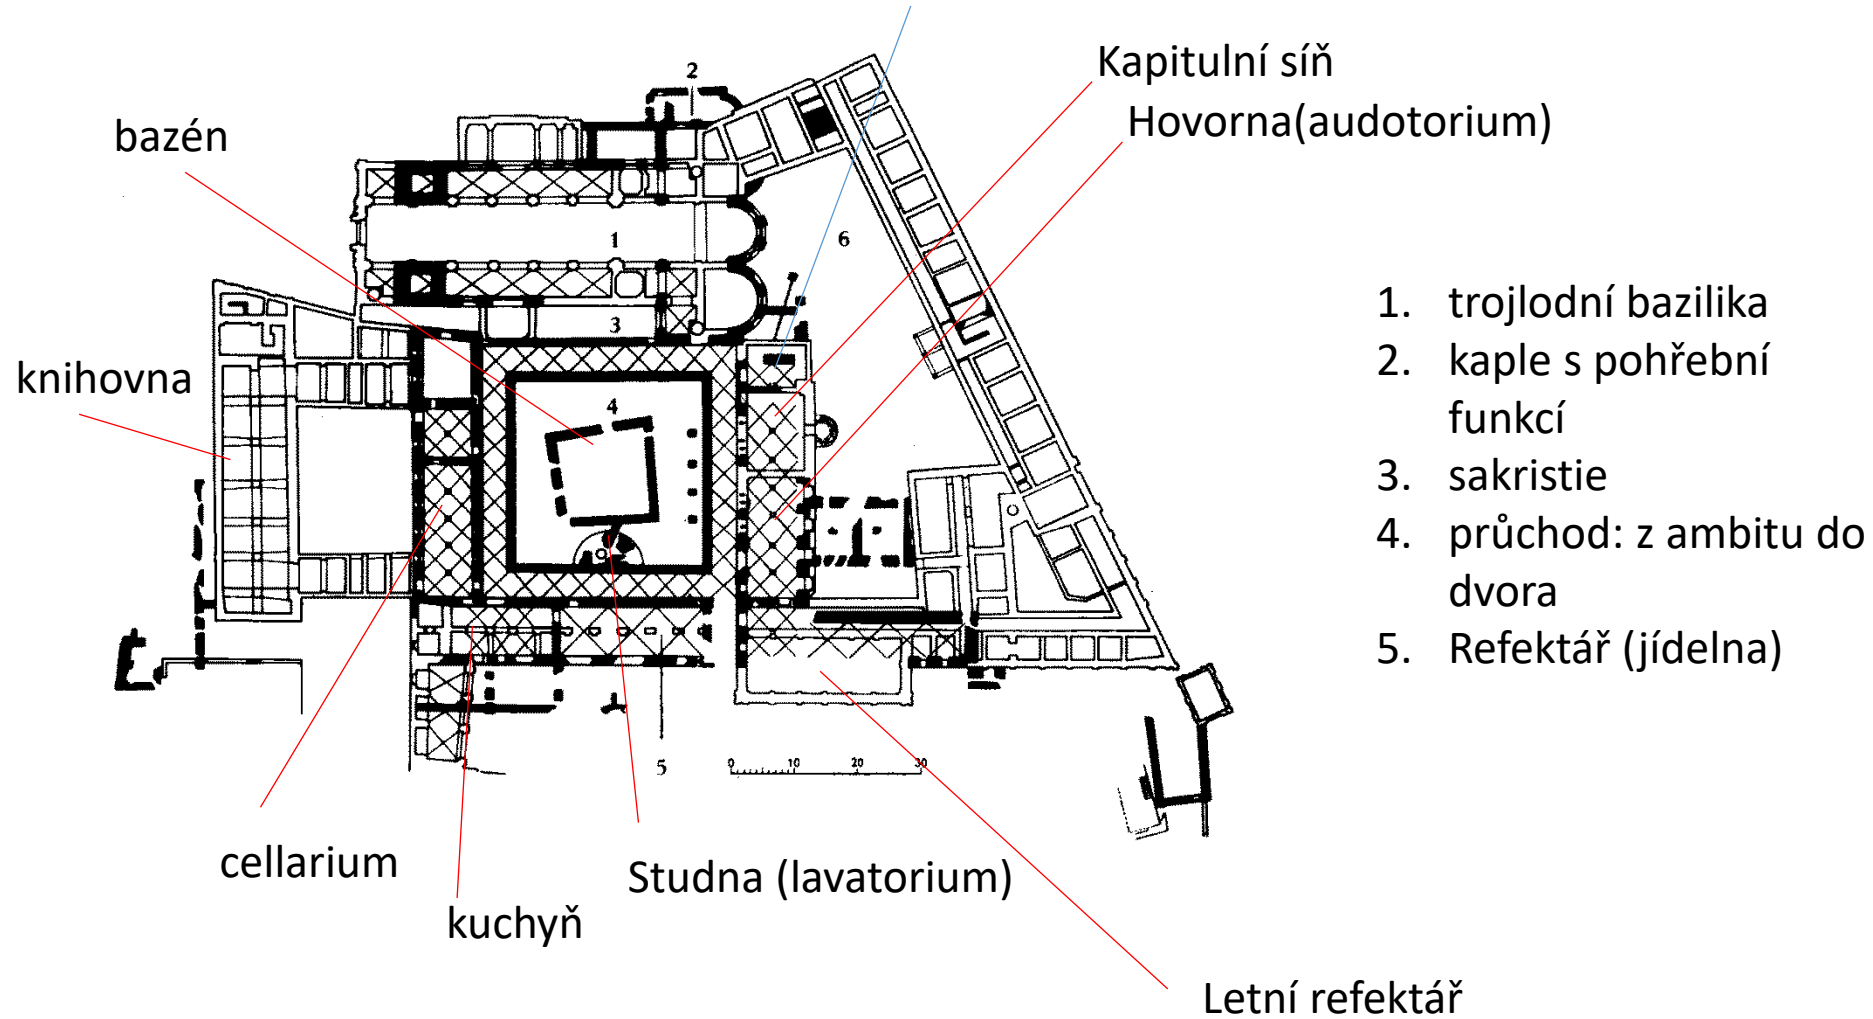 Kapitulní síň
Hovorna(audotorium)
bazén
knihovna
cellarium
kuchyň
Studna (lavatorium)
Letní refektář
2
1
6
3
4
5
0 10 20 30
1. trojlodní bazilika
2. kaple s pohřební
funkcí
3. sakristie
4. průchod: z ambitu do
dvora
5. Refektář (jídelna)